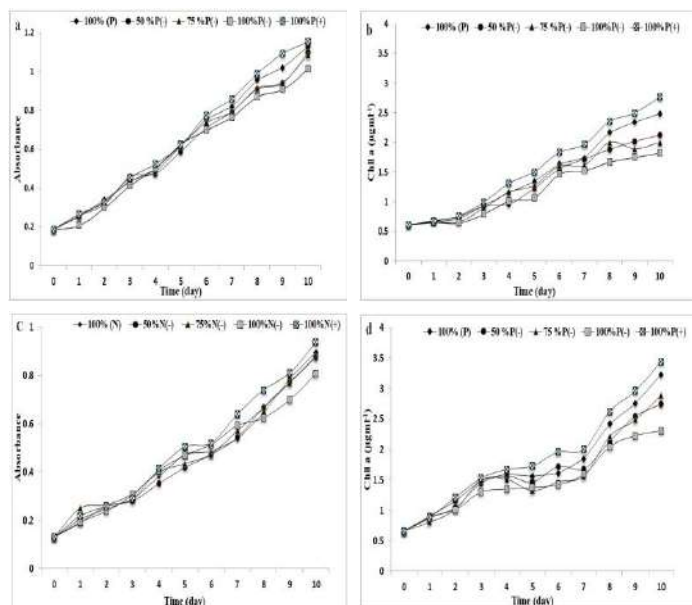 a
100% (P) 50 %P(-) 75 %P(-) 100%P(-) 100%P(+)
1.2
1
0.8
0.6
0.4
0.2
0
Absorbance
0 1 2 3 4 5 6 7 8 9 10
Time (day)
b
100% (P) 50 %P(-) 75 %P(-) 100%P(-) 100%P(+)
3.5
3
2.5
2
1.5
1
0.5
0
Chll a (µgml-1)
0 1 2 3 4 5 6 7 8 9 10
Time (day)
c
100% (N) 50%N(-) 75%N(-) 100%N(-) 100%N(+)
1
0.8
0.6
0.4
0.2
0
Absorbance
0 1 2 3 4 5 6 7 8 9 10
Time (day)
d
100% (P) 50 %P(-) 75 %P(-) 100%P(-) 100%P(+)
4
3.5
3
2.5
2
1.5
1
0.5
0
Chll a (µgml-1)
0 1 2 3 4 5 6 7 8 9 10
Time (day)